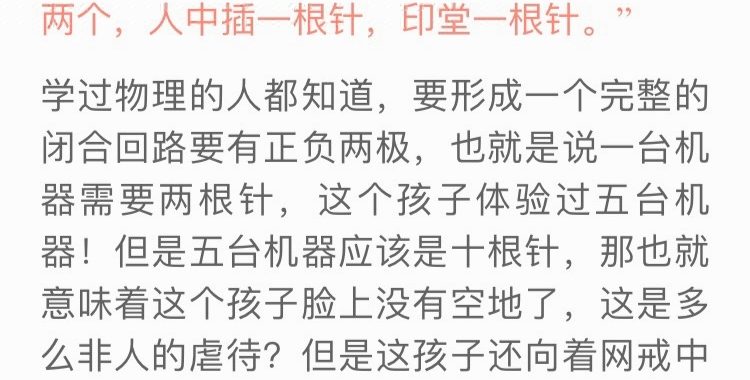 两个，人中插一根针，印堂一根针。”
学过物理的人都知道，要形成一个完整的
闭合回路要有正负两极，也就是说一台机
器需要两根针，这个孩子体验过五台机
器！但是五台机器应该是十根针，那也就
意味着这个孩子脸上没有空地了，这是多
么非人的虐待？但是这孩子还向着网戒中